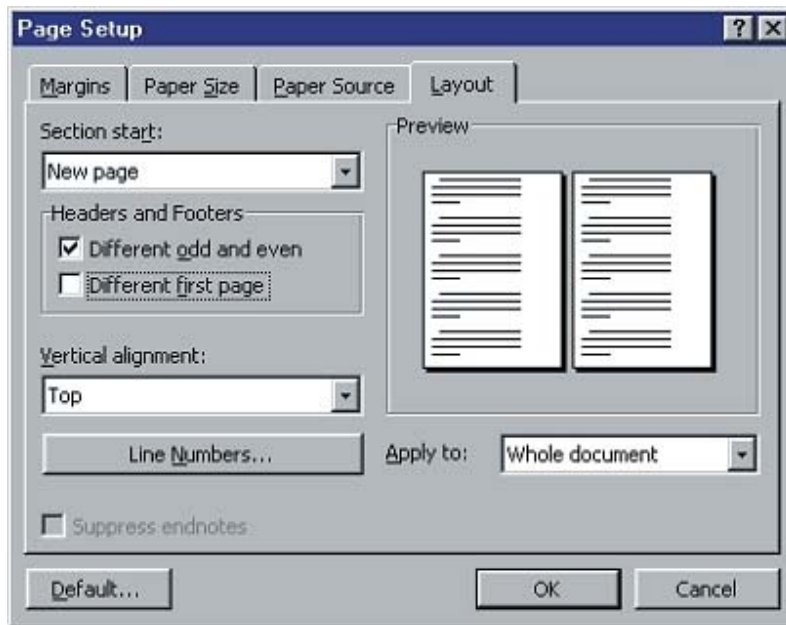 Page Setup
Margins
Paper Size
Paper Source
Layout
Section start:
New page
Headers and Footers
Different odd and even
Different first page
Vertical alignment:
Top
Line Numbers...
Preview
Apply to:
Whole document
Suppress endnotes
Default...
OK
Cancel